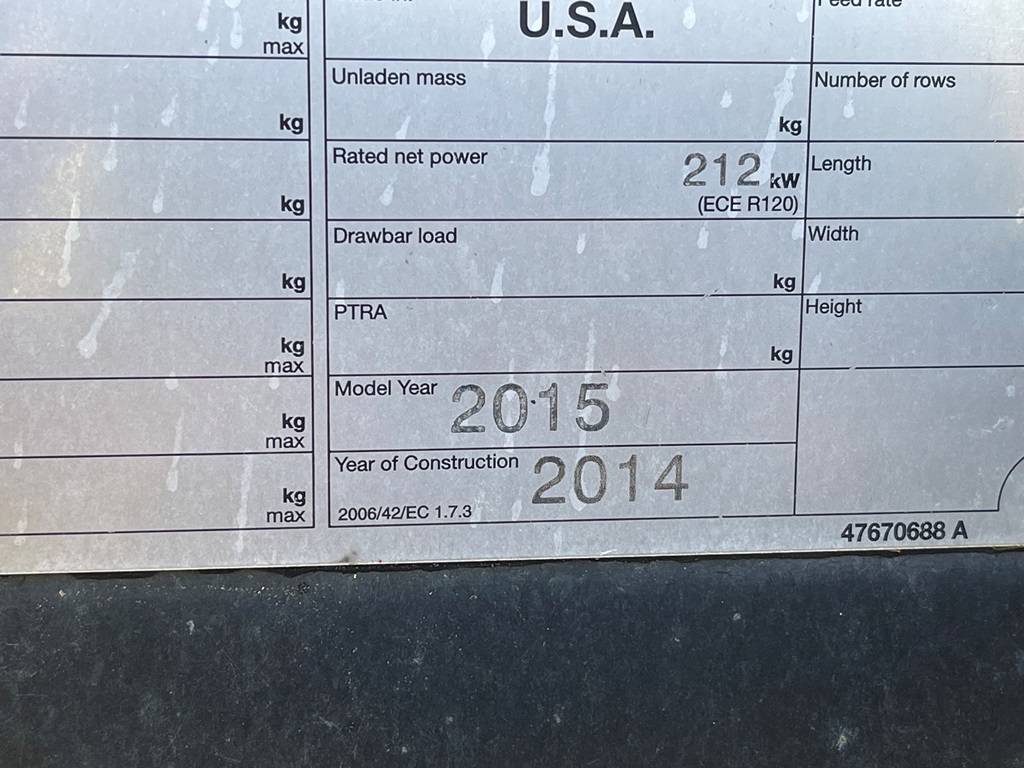 kg
max
kg
kg
kg
kg
max
kg
max
kg
max
U.S.A.
Unladen mass
kg
Rated net power
212 kW
(ECE R120)
Drawbar load
kg
PTRA
kg
Model Year 2015
Year of Construction 2014
2006/42/EC 1.7.3
Feed rate
Number of rows
Length
Width
Height
47670688 A